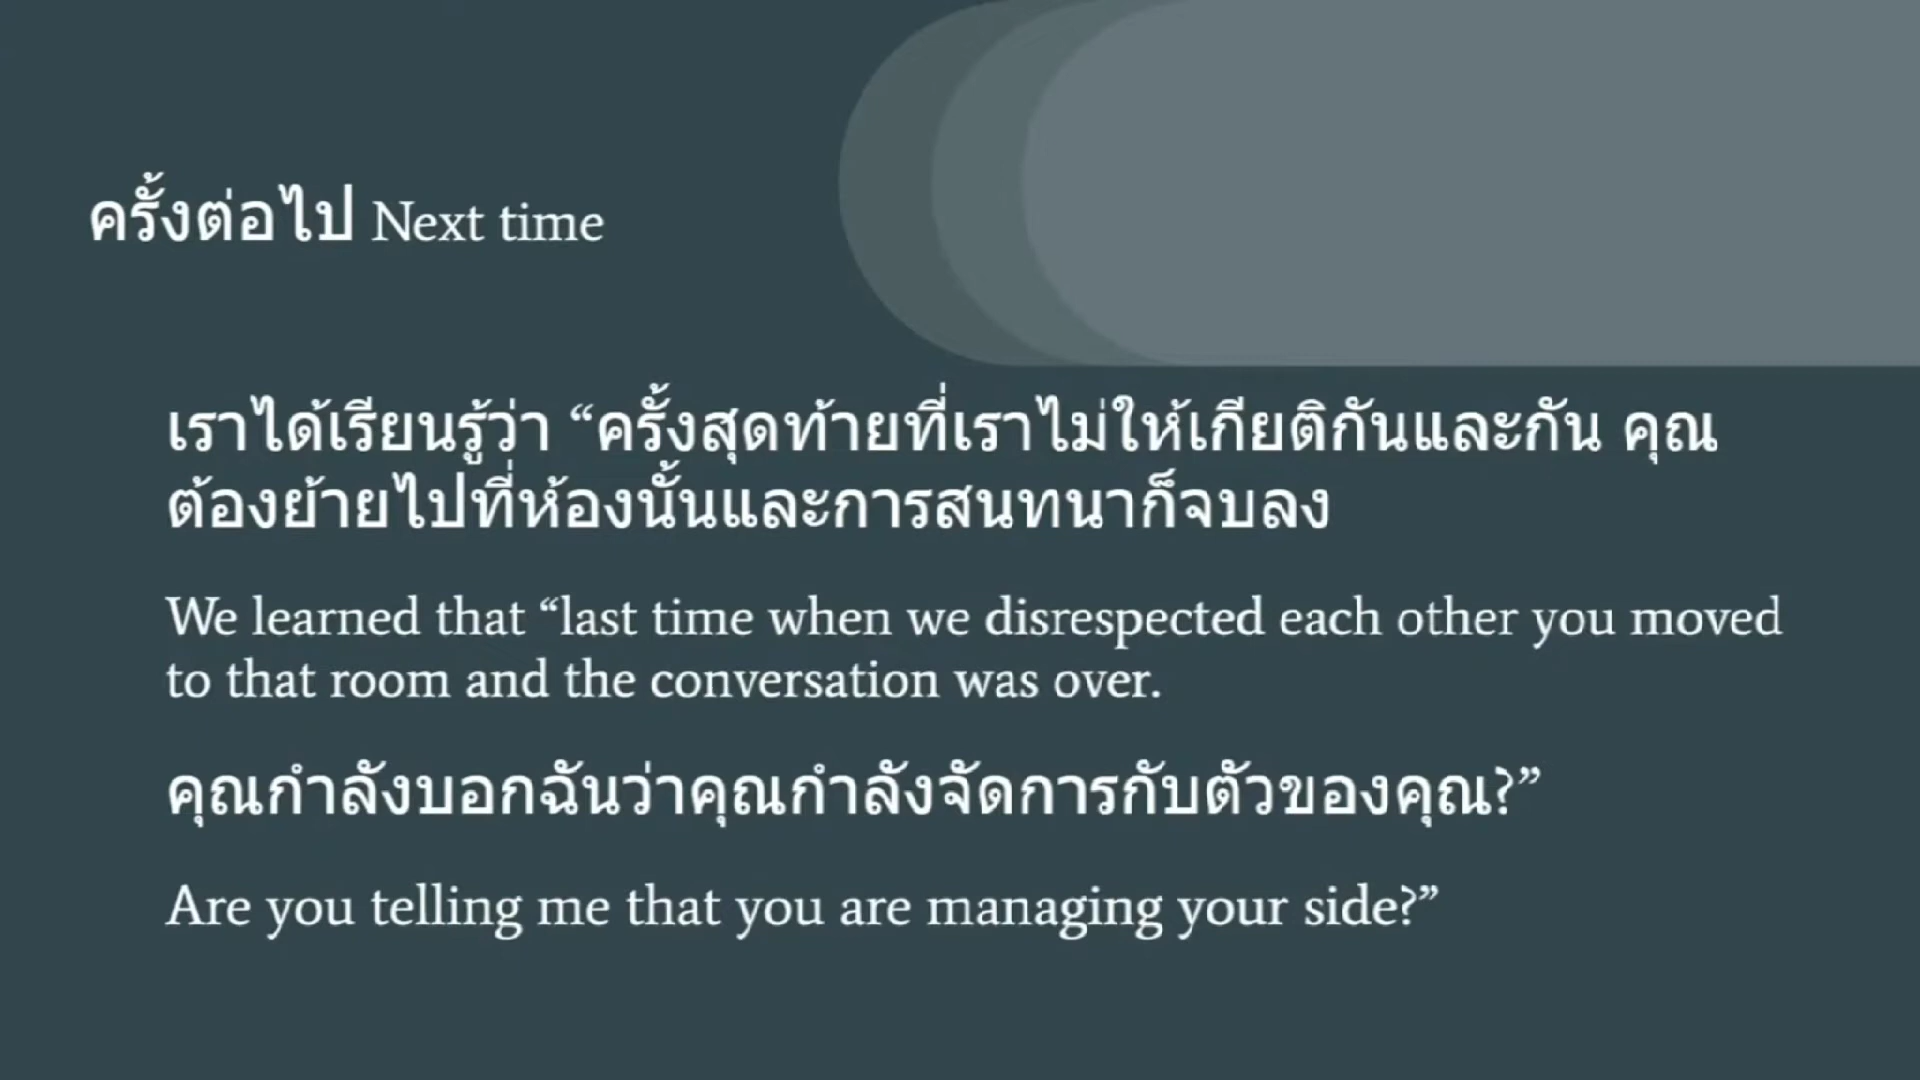 ครั้งต่อไป Next time
เราได้เรียนรู้ว่า “ครั้งสุดท้ายที่เราไม่ให้เกียติกันและกัน คุณ
ต้องย้ายไปที่ห้องนั้นและการสนทนาก็จบลง
We learned that “last time when we disrespected each other you moved
to that room and the conversation was over.
คุณกำลังบอกฉันว่าคุณกำลังจัดการกับตัวของคุณ?”
Are you telling me that you are managing your side?”